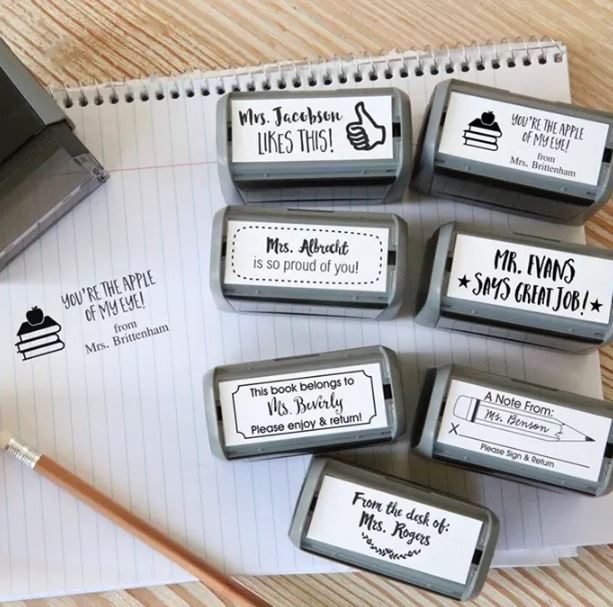 Mrs. Jacobson
LIKES THIS!
YOU'RE THE APPLE
OF MY EYE!
from
Mrs. Brittenham
Mrs. Albrecht
is so proud of you!
MR. EVANS
SAYS GREAT JOB!
YOU'RE THE APPLE
OF MY EYE!
from
Mrs. Brittenham
This book belongs to
Ms. Beverly
Please enjoy & return!
A Note From:
Ms. Benson
X
Please Sign & Return
From the desk of:
Mrs. Rogers